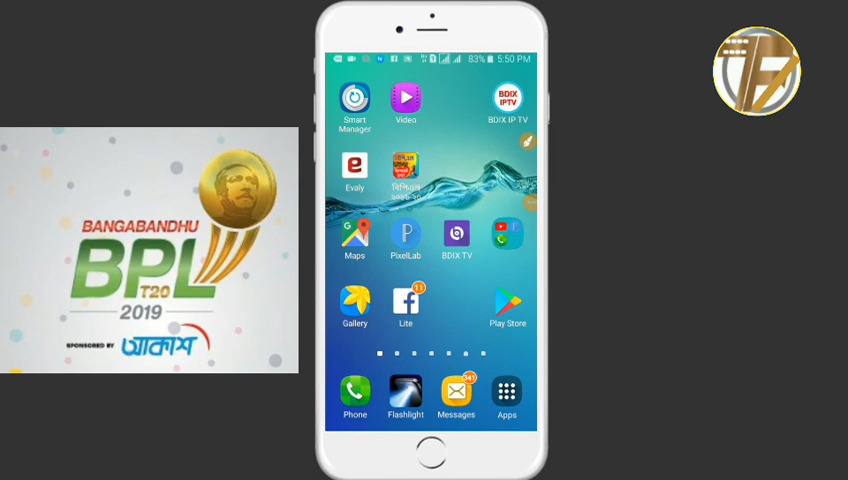 BANGABANDHU
BPL
T20
2019
SPONSORED BY আকাশ
83% 5:50 PM
Smart
Manager
Video
BDIX
IPTV
BDIX IP TV
Evaly
বিপিএল
Maps
PixelLab
BDIX TV
11
Gallery
Lite
Play Store
341
Phone
Flashlight
Messages
Apps